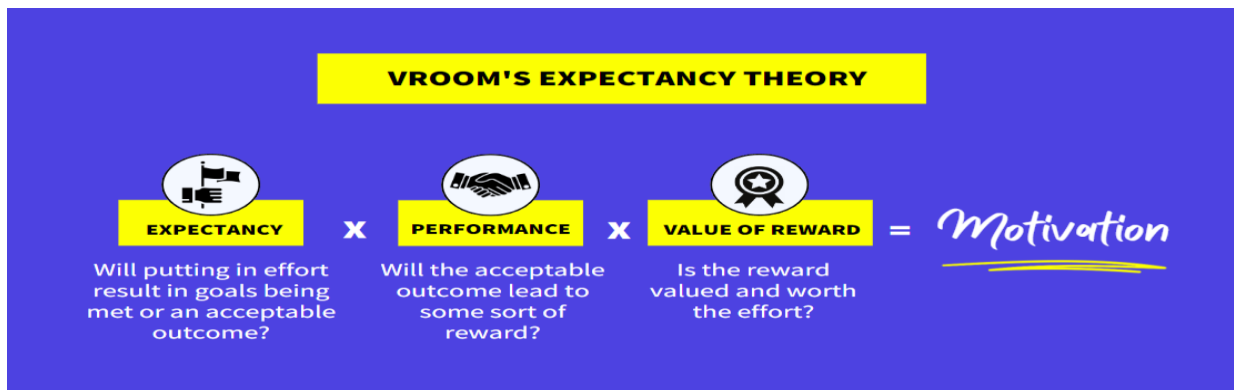 VROOM'S EXPECTANCY THEORY
EXPECTANCY x PERFORMANCE x VALUE OF REWARD = Motivation
Will putting in effort
result in goals being
met or an acceptable
outcome?
Will the acceptable
outcome lead to
some sort of
reward?
Is the reward
valued and worth
the effort?